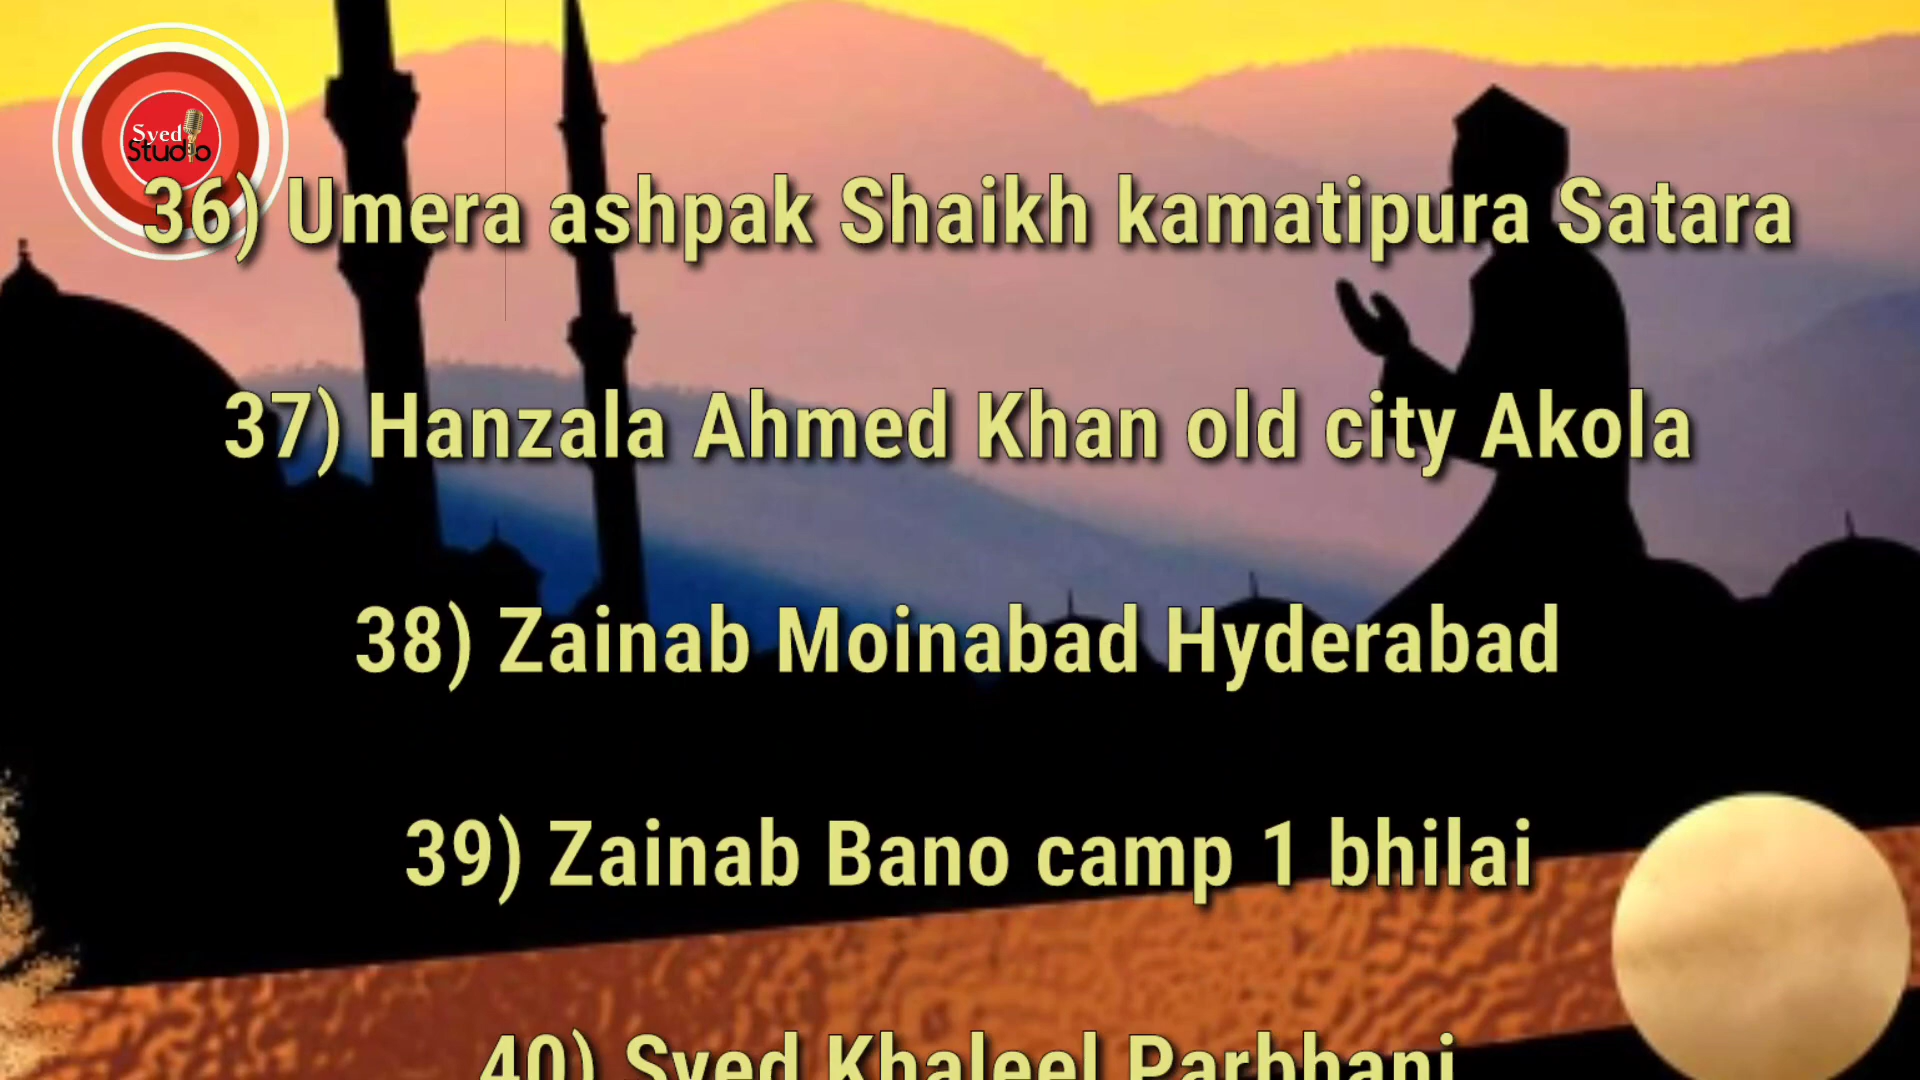 Syed
Studio
36) Umera ashpak Shaikh kamatipura Satara
37) Hanzala Ahmed Khan old city Akola
38) Zainab Moinabad Hyderabad
39) Zainab Bano camp 1 bhilai
40) Syed Khaleel Parbhani